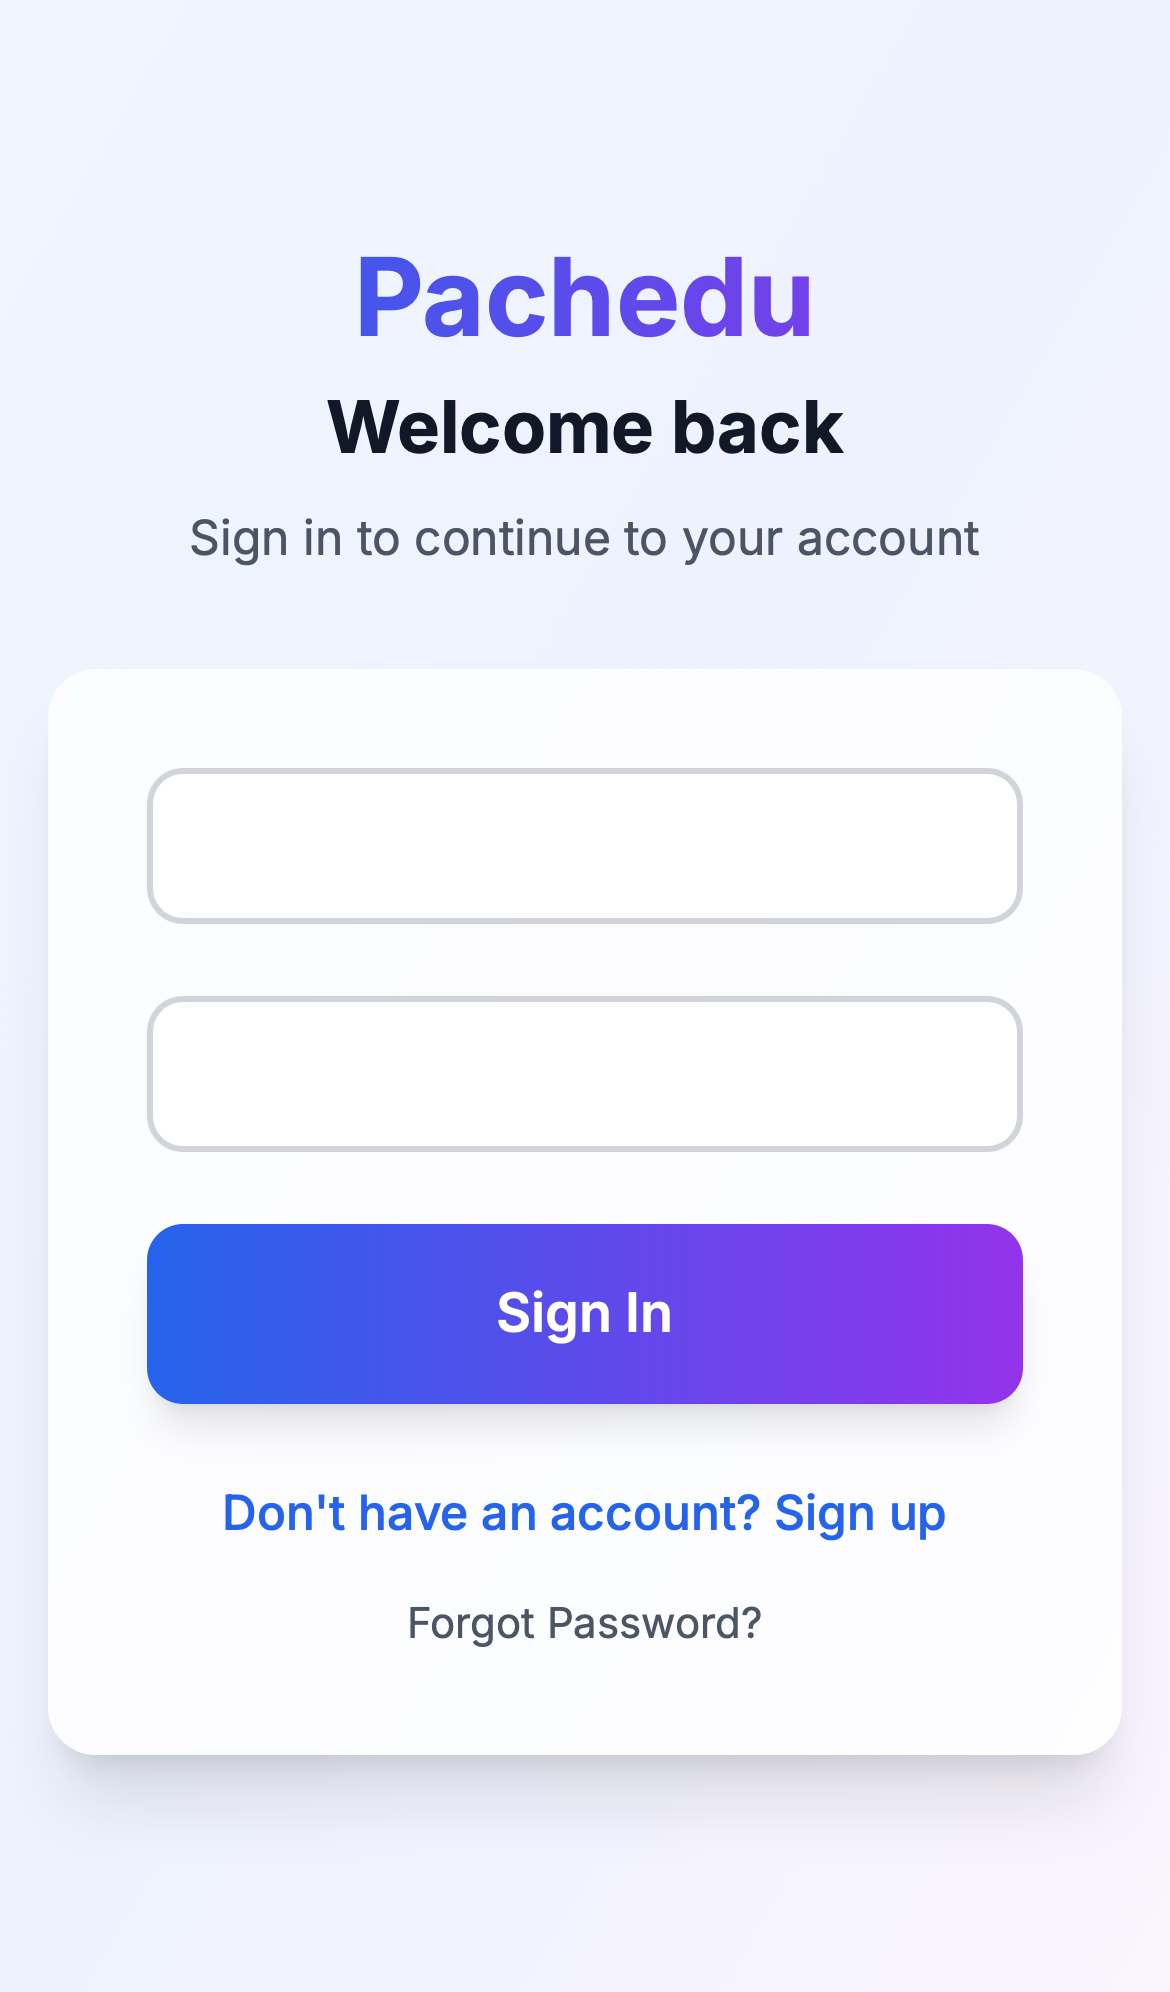 Pachedu
Welcome back
Sign in to continue to your account
Sign In
Don't have an account? Sign up
Forgot Password?